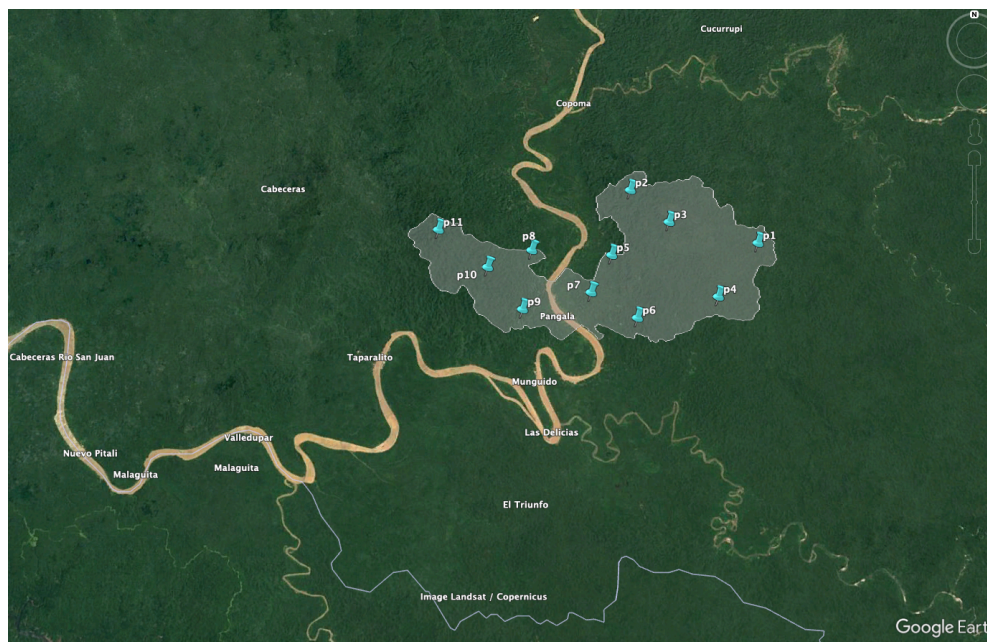 N
Cucurrupi
Copoma
Cabeceras
p2
p3
p11
p8
p1
p5
p10
p7
p4
p9
Pangala
p6
Cabeceras Rio San Juan
Taparalito
Munguido
Las Delicias
Valledupar
Nuevo Pitali
Malaguita
Malaguita
El Triunfo
Image Landsat / Copernicus
Google Eart